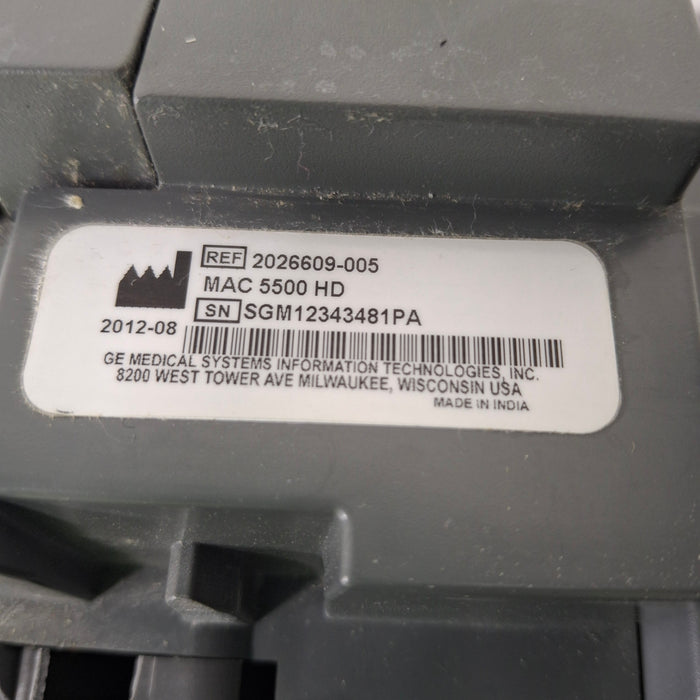 REF 2026609-005
MAC 5500 HD
SN SGM12343481PA
2012-08
GE MEDICAL SYSTEMS INFORMATION TECHNOLOGIES, INC.
8200 WEST TOWER AVE MILWAUKEE, WISCONSIN USA
MADE IN INDIA